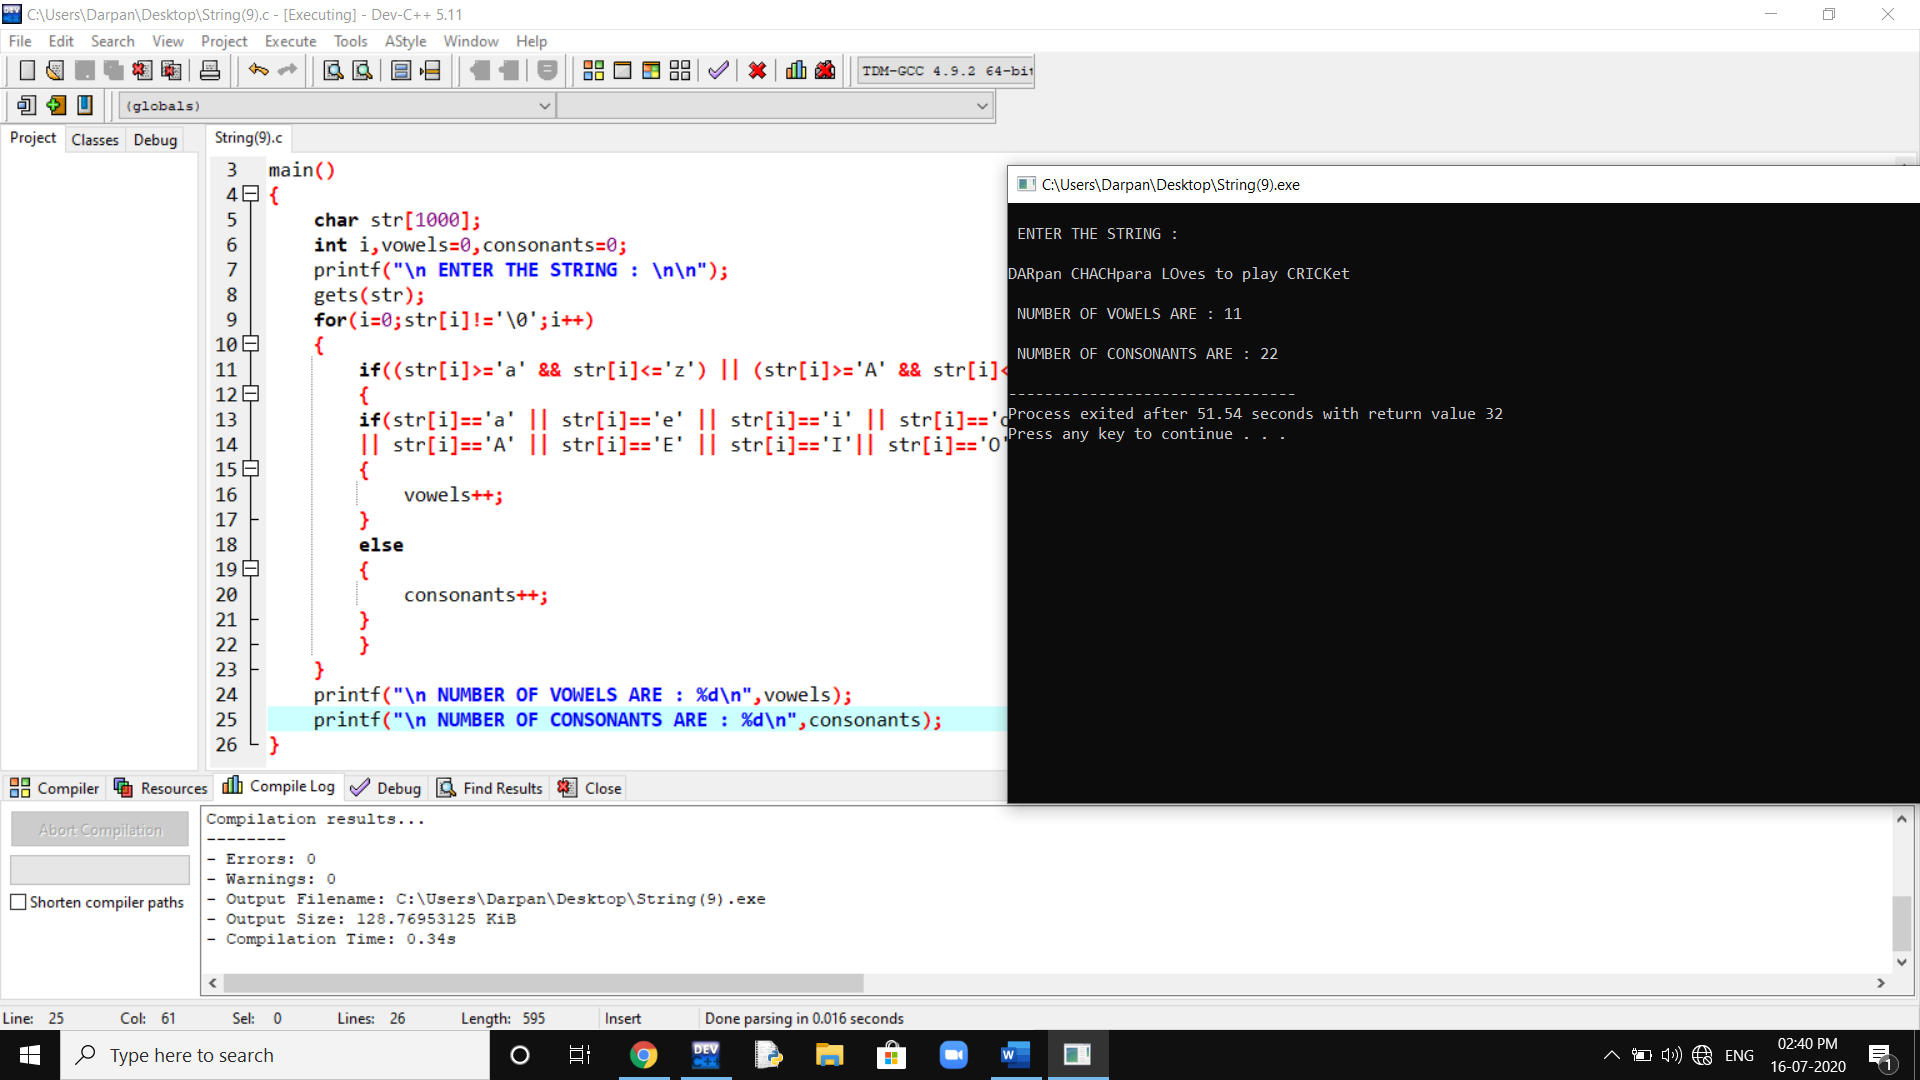 C:\Users\Darpan\Desktop\String(9).c - [Executing] - Dev-C++ 5.11
File Edit Search View Project Execute Tools AStyle Window Help
TDM-GCC 4.9.2 64-bit
(globals)
Project Classes Debug
String(9).c
3 main()
4 {
5 char str[1000];
6 int i,vowels=0,consonants=0;
7 printf("\n ENTER THE STRING : \n\n");
8 gets(str);
9 for(i=0;str[i]!='\0';i++)
10 {
11 if((str[i]>='a' && str[i]<='z') || (str[i]>='A' && str[i]<
12 {
13 if(str[i]=='a' || str[i]=='e' || str[i]=='i' || str[i]=='o
14 || str[i]=='A' || str[i]=='E' || str[i]=='I'|| str[i]=='O'
15 {
16 vowels++;
17 }
18 else
19 {
20 consonants++;
21 }
22 }
23 }
24 printf("\n NUMBER OF VOWELS ARE : %d\n",vowels);
25 printf("\n NUMBER OF CONSONANTS ARE : %d\n",consonants);
26 }
C:\Users\Darpan\Desktop\String(9).exe
ENTER THE STRING :
DARpan CHACHpara LOves to play CRICKet
NUMBER OF VOWELS ARE : 11
NUMBER OF CONSONANTS ARE : 22
--------------------------------
Process exited after 51.54 seconds with return value 32
Press any key to continue . . .
Compiler Resources Compile Log Debug Find Results Close
Abort Compilation
Shorten compiler paths
Compilation results...
--------
- Errors: 0
- Warnings: 0
- Output Filename: C:\Users\Darpan\Desktop\String(9).exe
- Output Size: 128.76953125 KiB
- Compilation Time: 0.34s
Line: 25 Col: 61 Sel: 0 Lines: 26 Length: 595 Insert Done parsing in 0.016 seconds
Type here to search
DEV
W
ENG
02:40 PM
16-07-2020
1